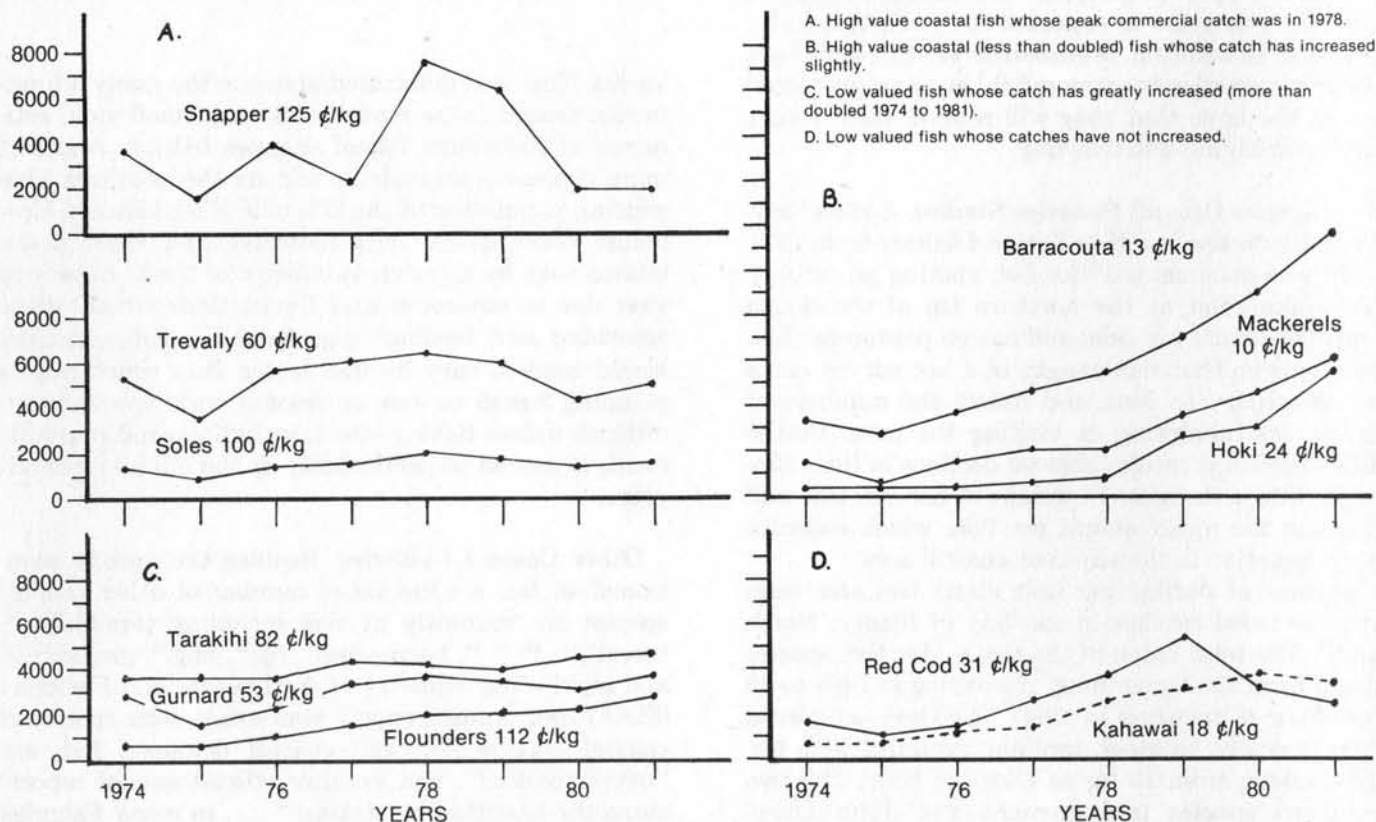 A.
8000
6000
4000
2000
0
Snapper 125 ¢/kg
8000
6000
4000
2000
0
Trevally 60 ¢/kg
Soles 100 ¢/kg
C.
8000
6000
4000
2000
0
Tarakihi 82 ¢/kg
Gurnard 53 ¢/kg
Flounders 112 ¢/kg
1974
76
78
80
YEARS
A. High value coastal fish whose peak commercial catch was in 1978.
B. High value coastal (less than doubled) fish whose catch has increased
slightly.
C. Low valued fish whose catch has greatly increased (more than
doubled 1974 to 1981).
D. Low valued fish whose catches have not increased.
B.
Barracouta 13 ¢/kg
Mackerels
10 ¢/kg
Hoki 24 ¢/kg
D.
Red Cod 31 ¢/kg
Kahawai 18 ¢/kg
1974
76
78
80
YEARS